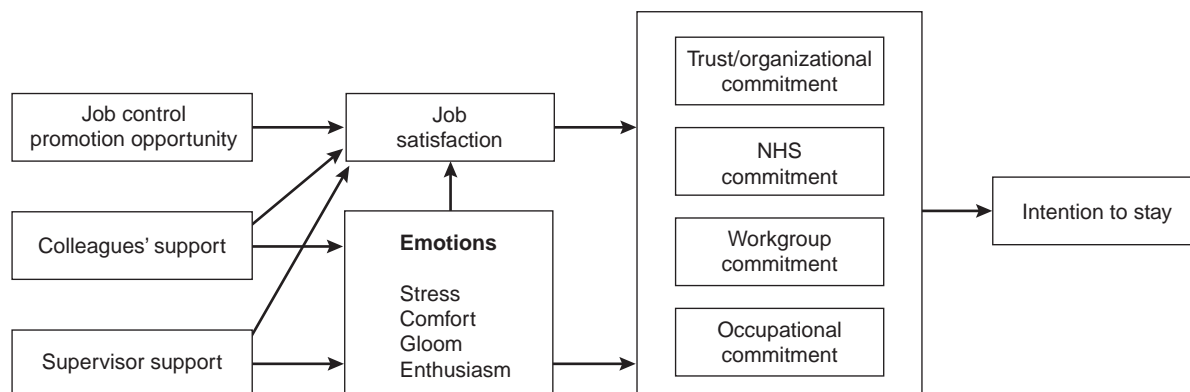 Job control
promotion opportunity
Colleagues’ support
Supervisor support
Job
satisfaction
Emotions
Stress
Comfort
Gloom
Enthusiasm
Trust/organizational
commitment
NHS
commitment
Workgroup
commitment
Occupational
commitment
Intention to stay